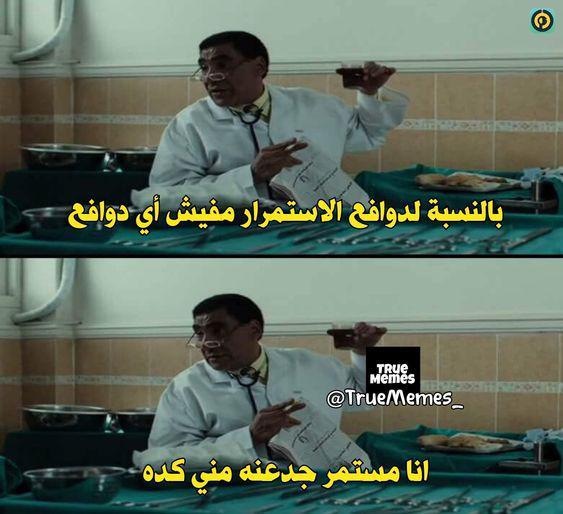 بالنسبة لدوافع الاستمرار مفيش أي دوافع
TRUE
MEMES
@TrueMemes_
انا مستمر جدعنه مني كده